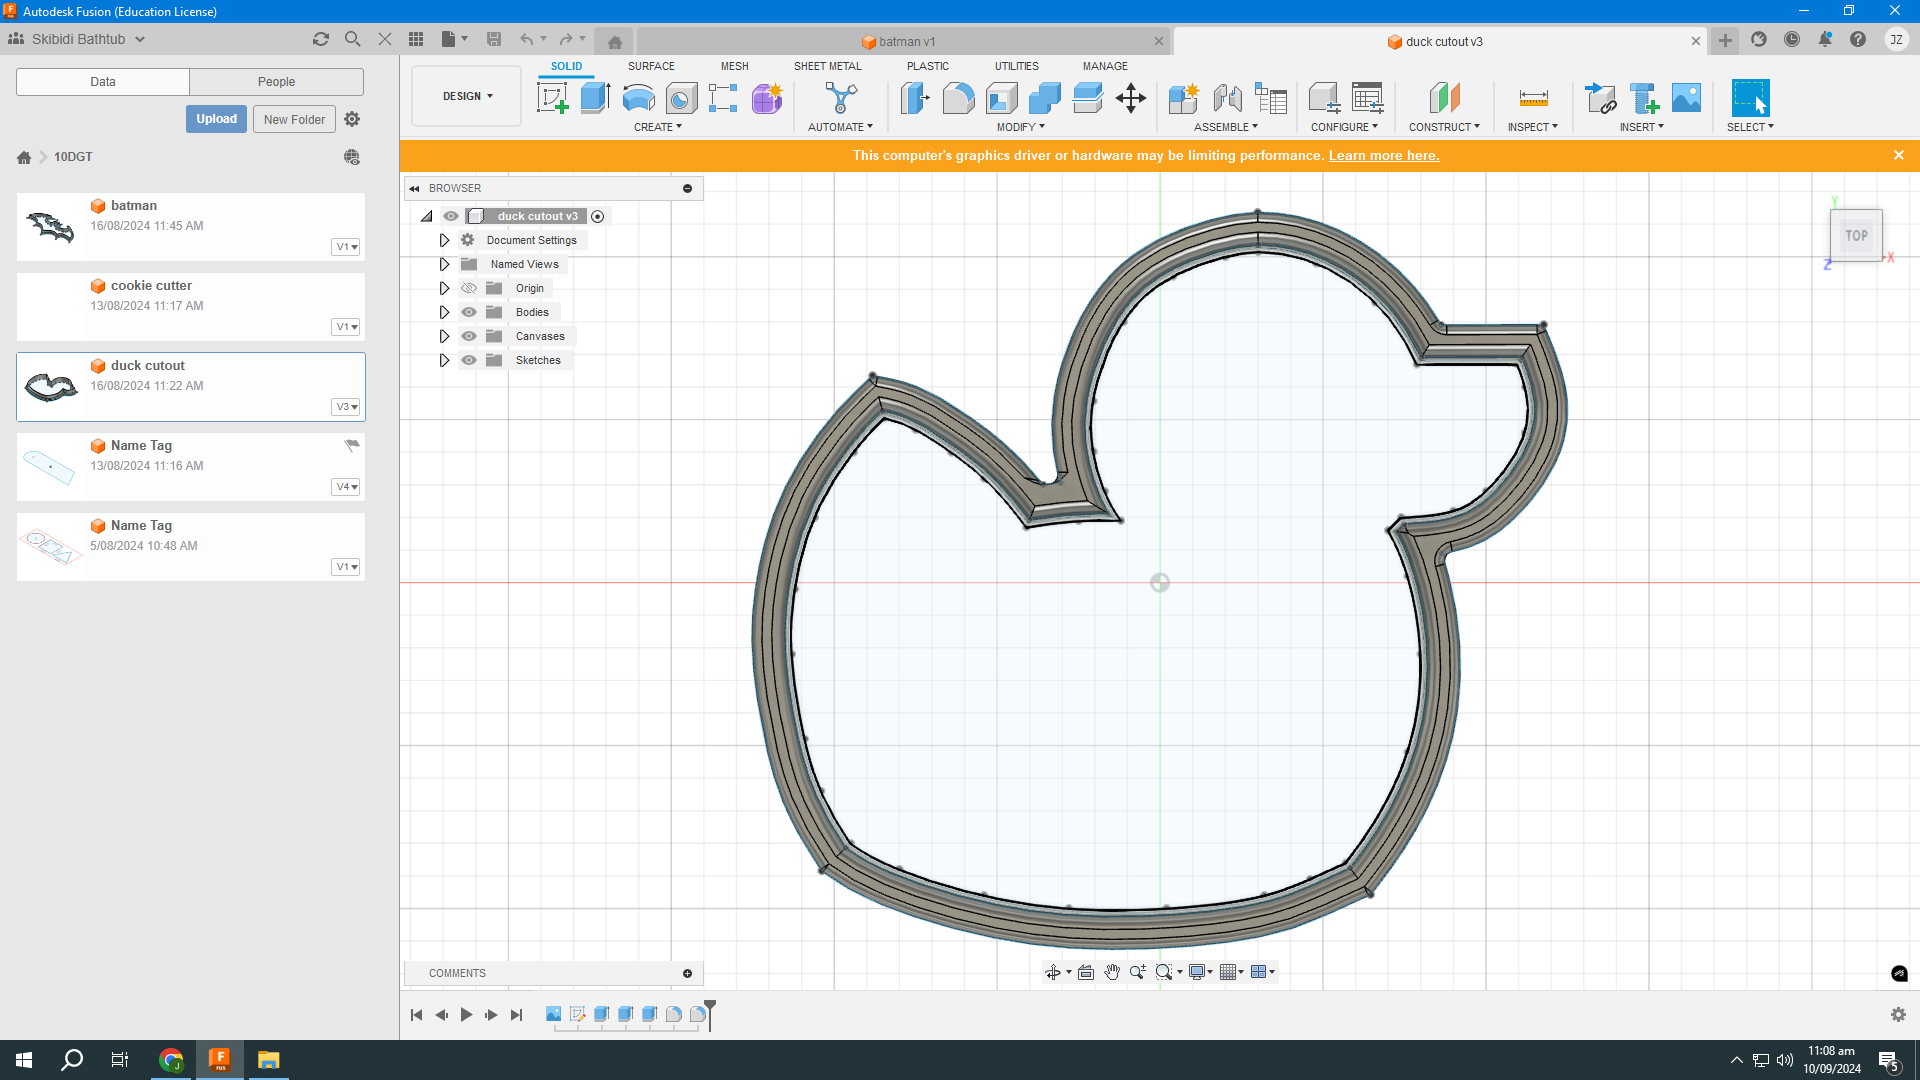 Autodesk Fusion (Education License)
Skibidi Bathtub
batman v1
duck cutout v3
JZ
Data
People
Upload
New Folder
10DGT
batman
16/08/2024 11:45 AM
V1
cookie cutter
13/08/2024 11:17 AM
V1
duck cutout
16/08/2024 11:22 AM
V3
Name Tag
13/08/2024 11:16 AM
V4
Name Tag
5/08/2024 10:48 AM
V1
SOLID
SURFACE
MESH
SHEET METAL
PLASTIC
UTILITIES
MANAGE
DESIGN
CREATE
AUTOMATE
MODIFY
ASSEMBLE
CONFIGURE
CONSTRUCT
INSPECT
INSERT
SELECT
This computer's graphics driver or hardware may be limiting performance. Learn more here.
BROWSER
duck cutout v3
Document Settings
Named Views
Origin
Bodies
Canvases
Sketches
Y
TOP
X
Z
COMMENTS
F
FUS
J
11:08 am
10/09/2024
5